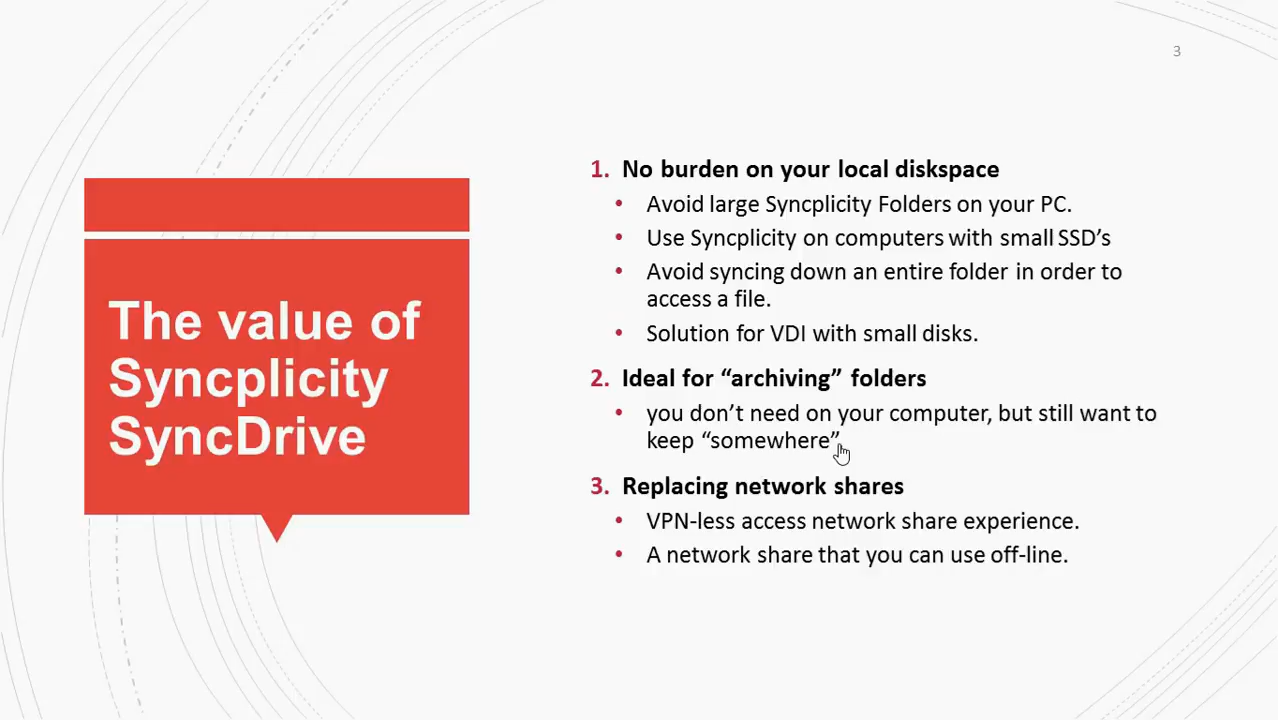 3
The value of
Syncplicity
SyncDrive
1. No burden on your local diskspace
• Avoid large Syncplicity Folders on your PC.
• Use Syncplicity on computers with small SSD’s
• Avoid syncing down an entire folder in order to
access a file.
• Solution for VDI with small disks.
2. Ideal for “archiving” folders
• you don’t need on your computer, but still want to
keep “somewhere”
3. Replacing network shares
• VPN-less access network share experience.
• A network share that you can use off-line.